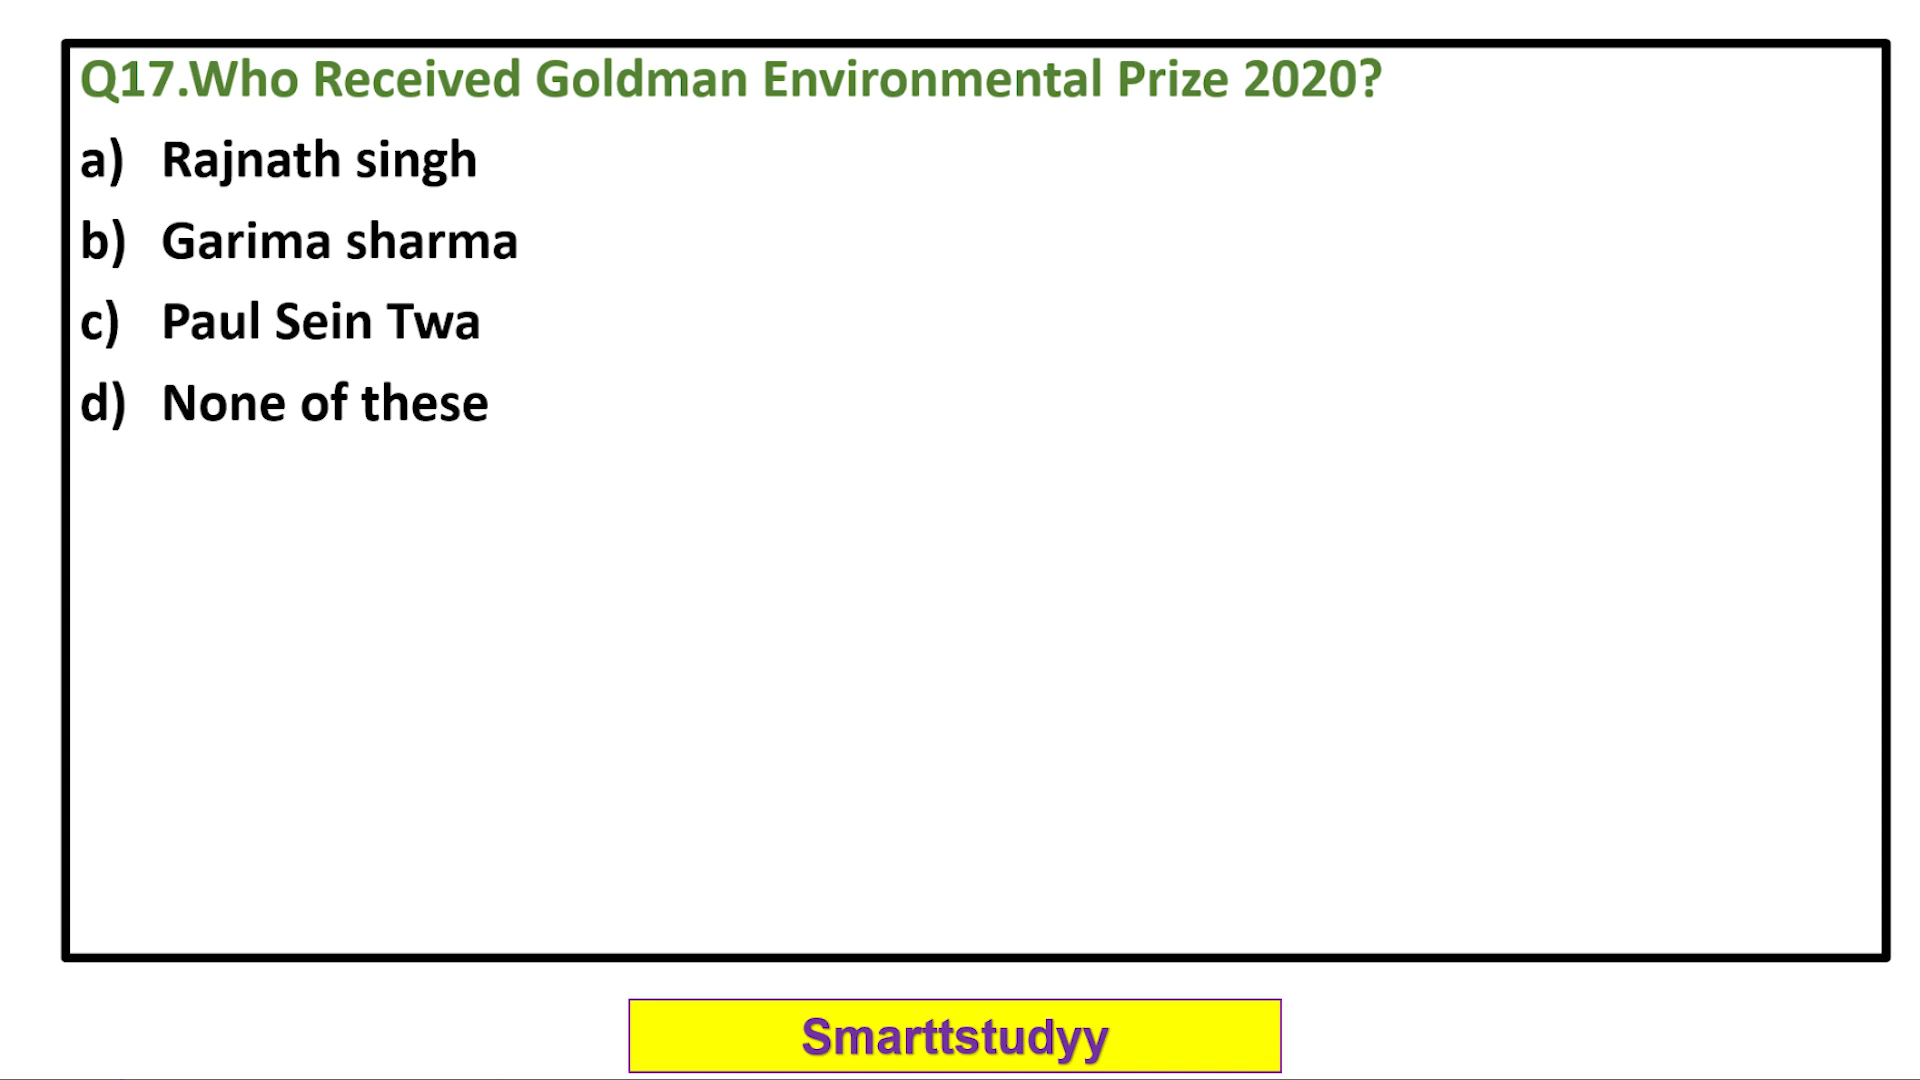 Q17.Who Received Goldman Environmental Prize 2020?
a) Rajnath singh
b) Garima sharma
c) Paul Sein Twa
d) None of these
Smarttstudyy